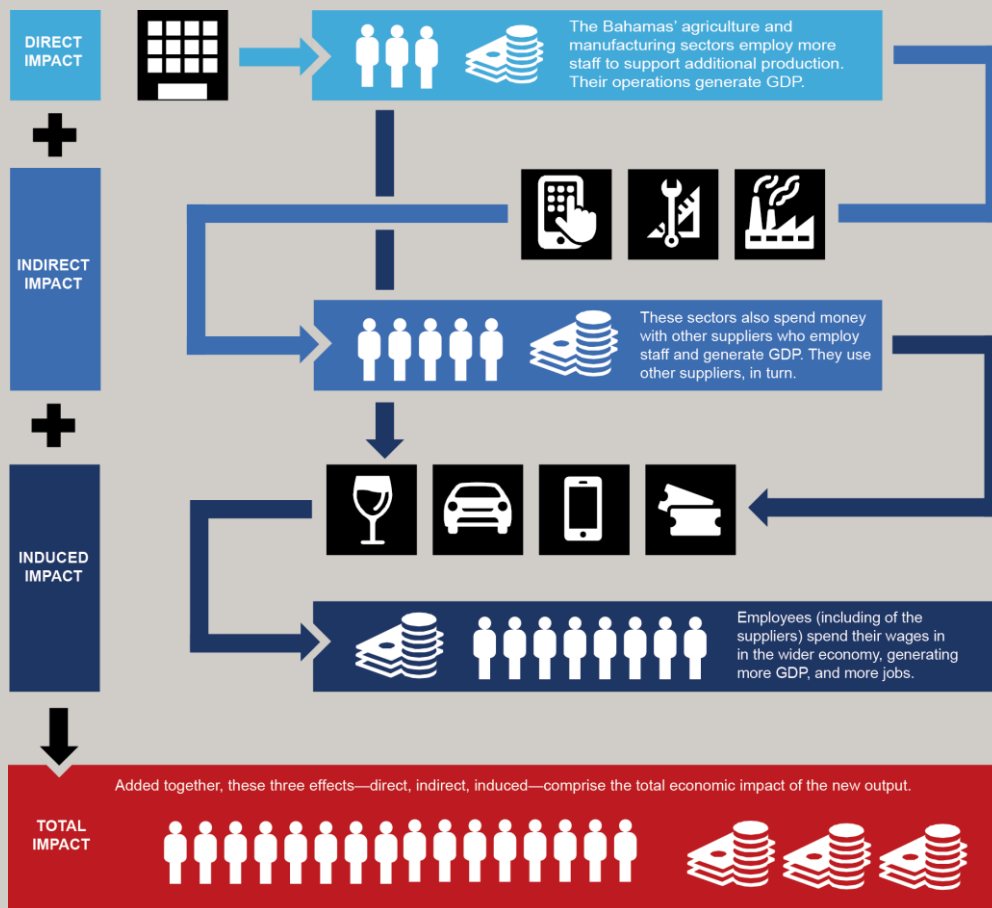 DIRECT
IMPACT
The Bahamas' agriculture and
manufacturing sectors employ more
staff to support additional production.
Their operations generate GDP.
INDIRECT
IMPACT
These sectors also spend money
with other suppliers who employ
staff and generate GDP. They use
other suppliers, in turn.
INDUCED
IMPACT
Employees (including of the
suppliers) spend their wages in
in the wider economy, generating
more GDP, and more jobs.
Added together, these three effects—direct, indirect, induced—comprise the total economic impact of the new output.
TOTAL
IMPACT